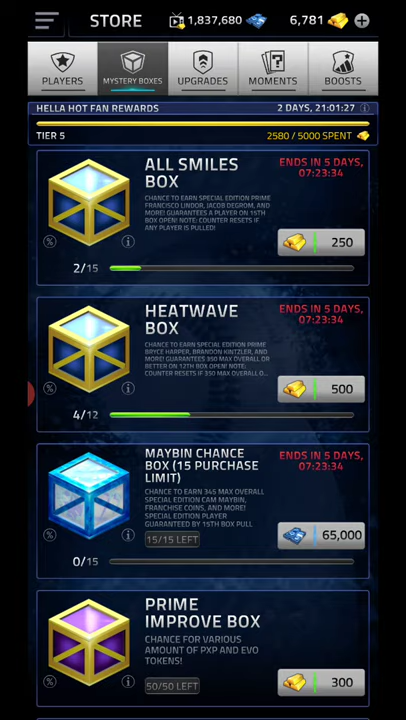 STORE
1,837,680
6,781
PLAYERS
MYSTERY BOXES
UPGRADES
MOMENTS
BOOSTS
HELLA HOT FAN REWARDS
2 DAYS, 21:01:27
TIER 5
2580 / 5000 SPENT
ALL SMILES
BOX
ENDS IN 5 DAYS,
07:23:34
CHANCE TO EARN SPECIAL EDITION PRIME
FRANCISCO LINDOR, JACOB DEGROM, AND
MORE! GUARANTEES A PLAYER ON 15TH
BOX OPEN! NOTE: COUNTER RESETS IF
ANY PLAYER IS PULLED!
250
2/15
HEATWAVE
BOX
ENDS IN 5 DAYS,
07:23:34
CHANCE TO EARN SPECIAL EDITION PRIME
BRYCE HARPER, BRANDON KINTZLER, AND
MORE! GUARANTEES 350 MAX OVERALL OR
BETTER ON 12TH BOX OPEN! NOTE:
COUNTER RESETS IF 350 MAX OVERALL O...
500
4/12
MAYBIN CHANCE
BOX (15 PURCHASE
LIMIT)
ENDS IN 5 DAYS,
07:23:34
CHANCE TO EARN 345 MAX OVERALL
SPECIAL EDITION CAM MAYBIN,
FRANCHISE COINS, AND MORE!
SPECIAL EDITION PLAYER
GUARANTEED BY 15TH BOX PULL
15/15 LEFT
65,000
0/15
PRIME
IMPROVE BOX
CHANCE FOR VARIOUS
AMOUNT OF PXP AND EVO
TOKENS!
50/50 LEFT
300